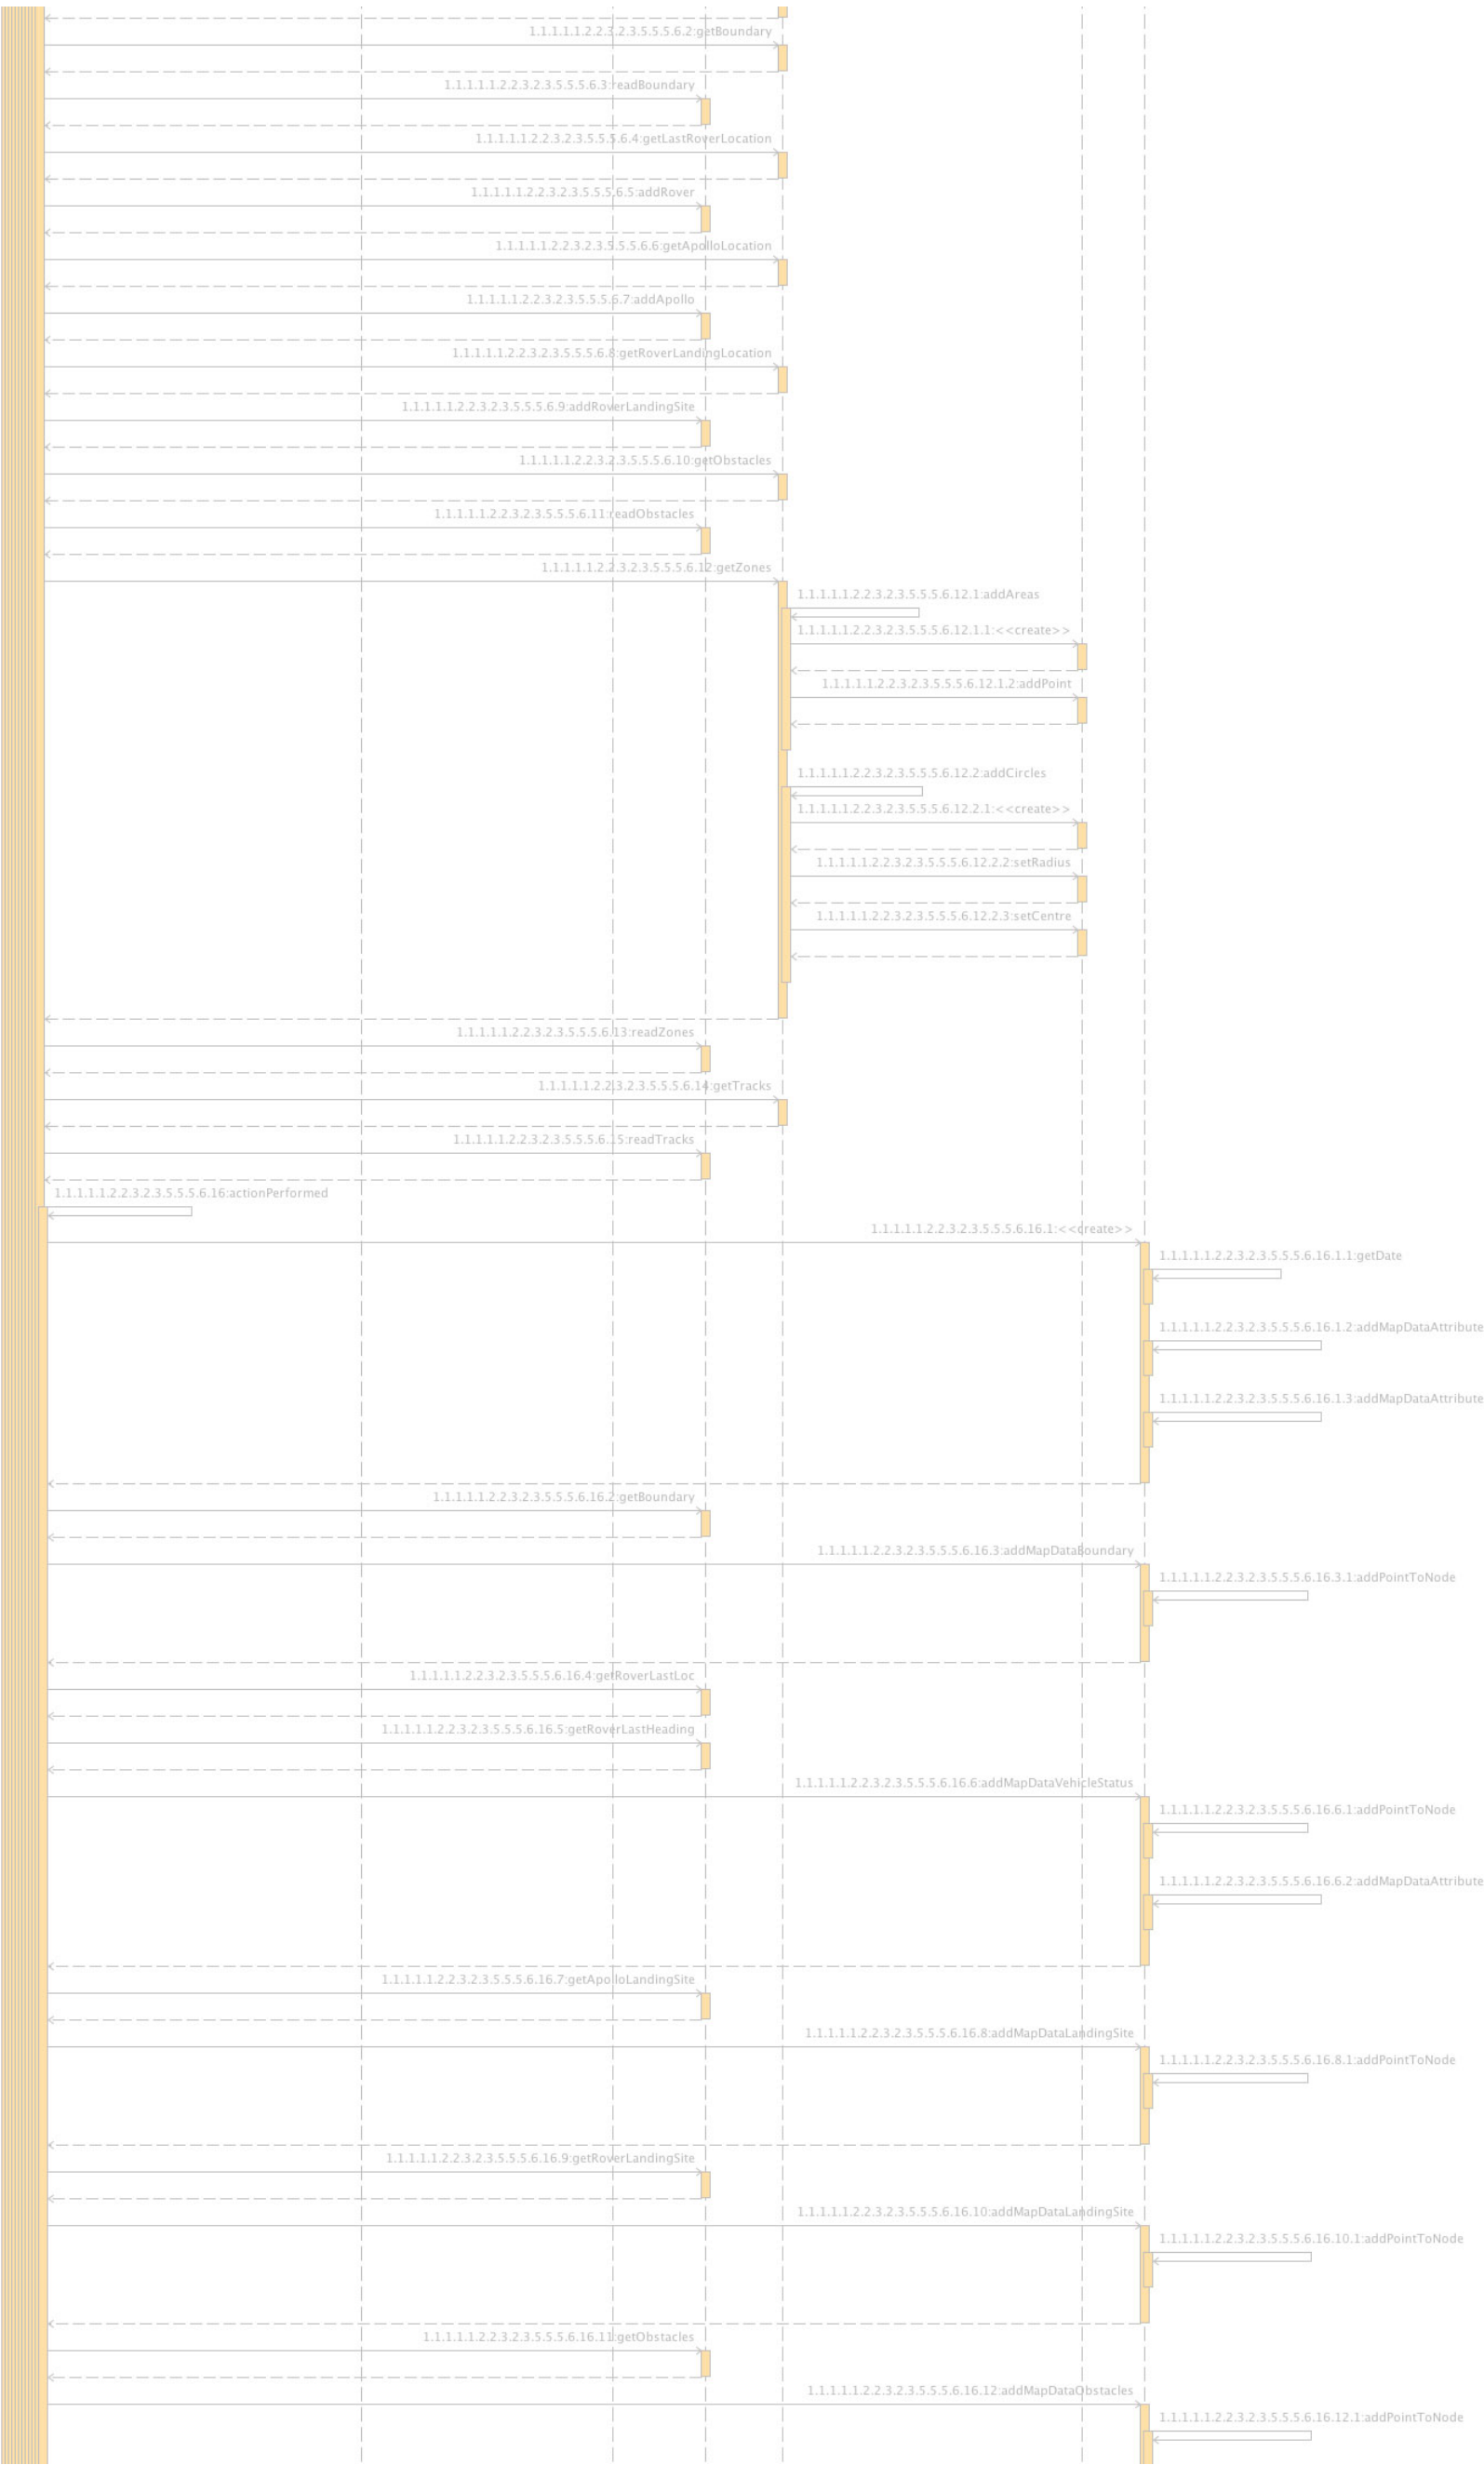 1.1.1.1.1.2.2.3.2.3.5.5.5.6.2:getBoundary
1.1.1.1.1.2.2.3.2.3.5.5.5.6.3:readBoundary
1.1.1.1.1.2.2.3.2.3.5.5.5.6.4:getLastRoverLocation
1.1.1.1.1.2.2.3.2.3.5.5.5.6.5:addRover
1.1.1.1.1.2.2.3.2.3.5.5.5.6.6:getApolloLocation
1.1.1.1.1.2.2.3.2.3.5.5.5.6.7:addApollo
1.1.1.1.1.2.2.3.2.3.5.5.5.6.8:getRoverLandingLocation
1.1.1.1.1.2.2.3.2.3.5.5.5.6.9:addRoverLandingSite
1.1.1.1.1.2.2.3.2.3.5.5.5.6.10:getObstacles
1.1.1.1.1.2.2.3.2.3.5.5.5.6.11:readObstacles
1.1.1.1.1.2.2.3.2.3.5.5.5.6.12:getZones
1.1.1.1.1.2.2.3.2.3.5.5.5.6.12.1:addAreas
1.1.1.1.1.2.2.3.2.3.5.5.5.6.12.1.1:<<create>>
1.1.1.1.1.2.2.3.2.3.5.5.5.6.12.1.2:addPoint
1.1.1.1.1.2.2.3.2.3.5.5.5.6.12.2:addCircles
1.1.1.1.1.2.2.3.2.3.5.5.5.6.12.2.1:<<create>>
1.1.1.1.1.2.2.3.2.3.5.5.5.6.12.2.2:setRadius
1.1.1.1.1.2.2.3.2.3.5.5.5.6.12.2.3:setCentre
1.1.1.1.1.2.2.3.2.3.5.5.5.6.13:readZones
1.1.1.1.1.2.2.3.2.3.5.5.5.6.14:getTracks
1.1.1.1.1.2.2.3.2.3.5.5.5.6.15:readTracks
1.1.1.1.1.2.2.3.2.3.5.5.5.6.16:actionPerformed
1.1.1.1.1.2.2.3.2.3.5.5.5.6.16.1:<<create>>
1.1.1.1.1.2.2.3.2.3.5.5.5.6.16.1.1:getDate
1.1.1.1.1.2.2.3.2.3.5.5.5.6.16.1.2:addMapDataAttribute
1.1.1.1.1.2.2.3.2.3.5.5.5.6.16.1.3:addMapDataAttribute
1.1.1.1.1.2.2.3.2.3.5.5.5.6.16.2:getBoundary
1.1.1.1.1.2.2.3.2.3.5.5.5.6.16.3:addMapDataBoundary
1.1.1.1.1.2.2.3.2.3.5.5.5.6.16.3.1:addPointToNode
1.1.1.1.1.2.2.3.2.3.5.5.5.6.16.4:getRoverLastLoc
1.1.1.1.1.2.2.3.2.3.5.5.5.6.16.5:getRoverLastHeading
1.1.1.1.1.2.2.3.2.3.5.5.5.6.16.6:addMapDataVehicleStatus
1.1.1.1.1.2.2.3.2.3.5.5.5.6.16.6.1:addPointToNode
1.1.1.1.1.2.2.3.2.3.5.5.5.6.16.6.2:addMapDataAttribute
1.1.1.1.1.2.2.3.2.3.5.5.5.6.16.7:getApolloLandingSite
1.1.1.1.1.2.2.3.2.3.5.5.5.6.16.8:addMapDataLandingSite
1.1.1.1.1.2.2.3.2.3.5.5.5.6.16.8.1:addPointToNode
1.1.1.1.1.2.2.3.2.3.5.5.5.6.16.9:getRoverLandingSite
1.1.1.1.1.2.2.3.2.3.5.5.5.6.16.10:addMapDataLandingSite
1.1.1.1.1.2.2.3.2.3.5.5.5.6.16.10.1:addPointToNode
1.1.1.1.1.2.2.3.2.3.5.5.5.6.16.11:getObstacles
1.1.1.1.1.2.2.3.2.3.5.5.5.6.16.12:addMapDataObstacles
1.1.1.1.1.2.2.3.2.3.5.5.5.6.16.12.1:addPointToNode